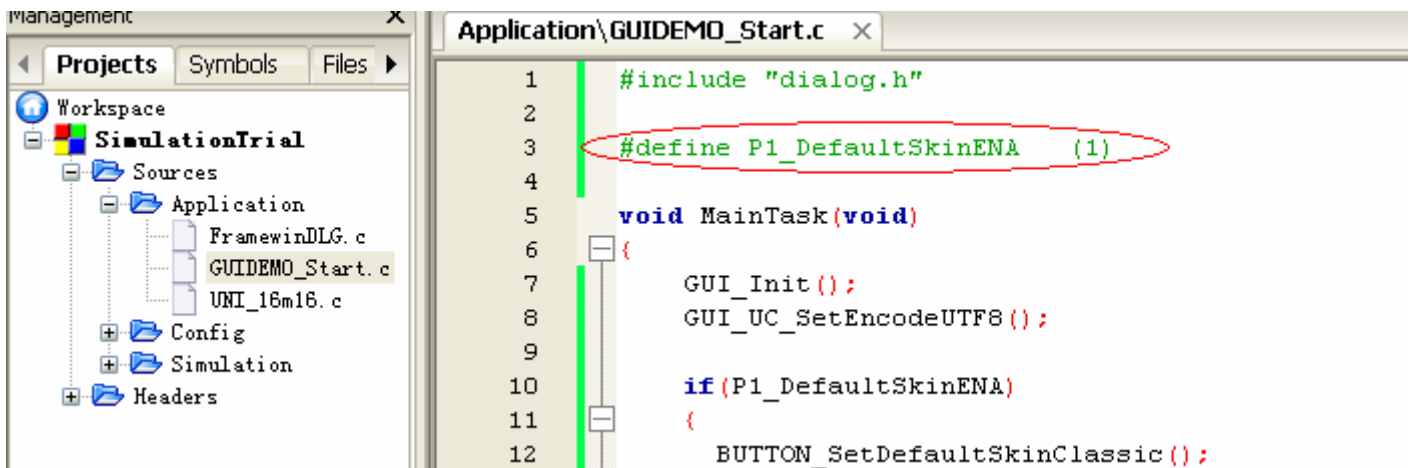 Management X
Projects Symbols Files
Workspace
SimulationTrial
Sources
Application
FramewinDLG.c
GUIDEMO_Start.c
UNI_16m16.c
Config
Simulation
Headers
Application\GUIDEMO_Start.c ×
1 #include "dialog.h"
2
3 #define P1_DefaultSkinENA (1)
4
5 void MainTask(void)
6 {
7 GUI_Init();
8 GUI_UC_SetEncodeUTF8();
9
10 if(P1_DefaultSkinENA)
11 {
12 BUTTON_SetDefaultSkinClassic();